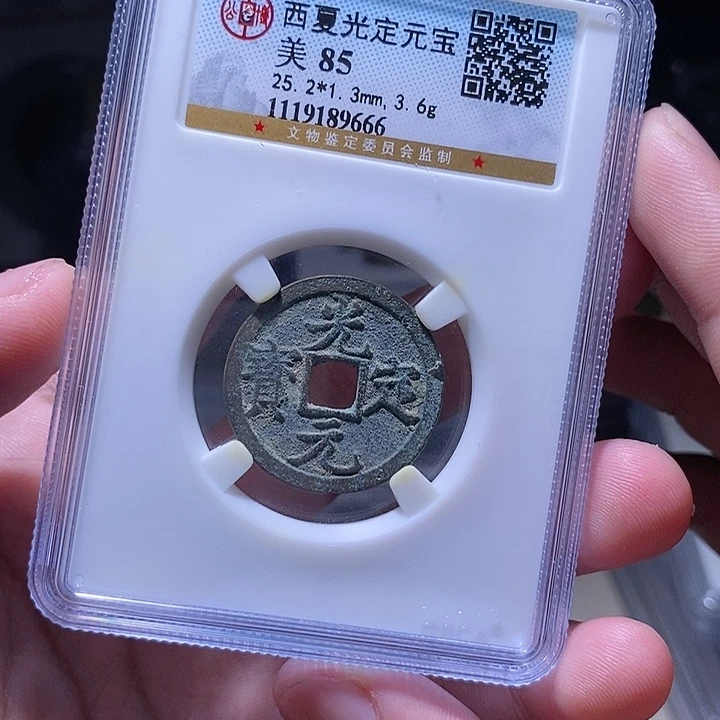 西夏光定元宝
美 85
25.2*1.3mm, 3.6g
1119189666
★ 文物鉴定委员会监制 ★
光
寶 定
元